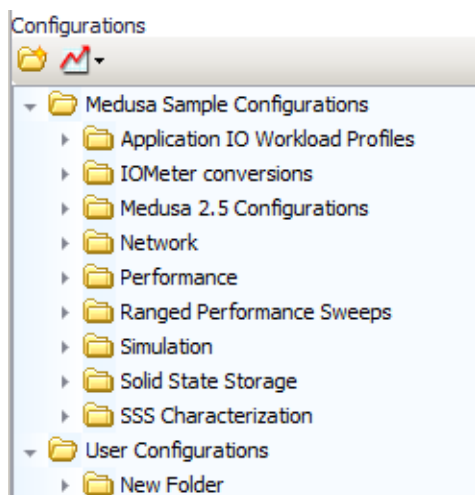 Configurations
Medusa Sample Configurations
Application IO Workload Profiles
IOMeter conversions
Medusa 2.5 Configurations
Network
Performance
Ranged Performance Sweeps
Simulation
Solid State Storage
SSS Characterization
User Configurations
New Folder